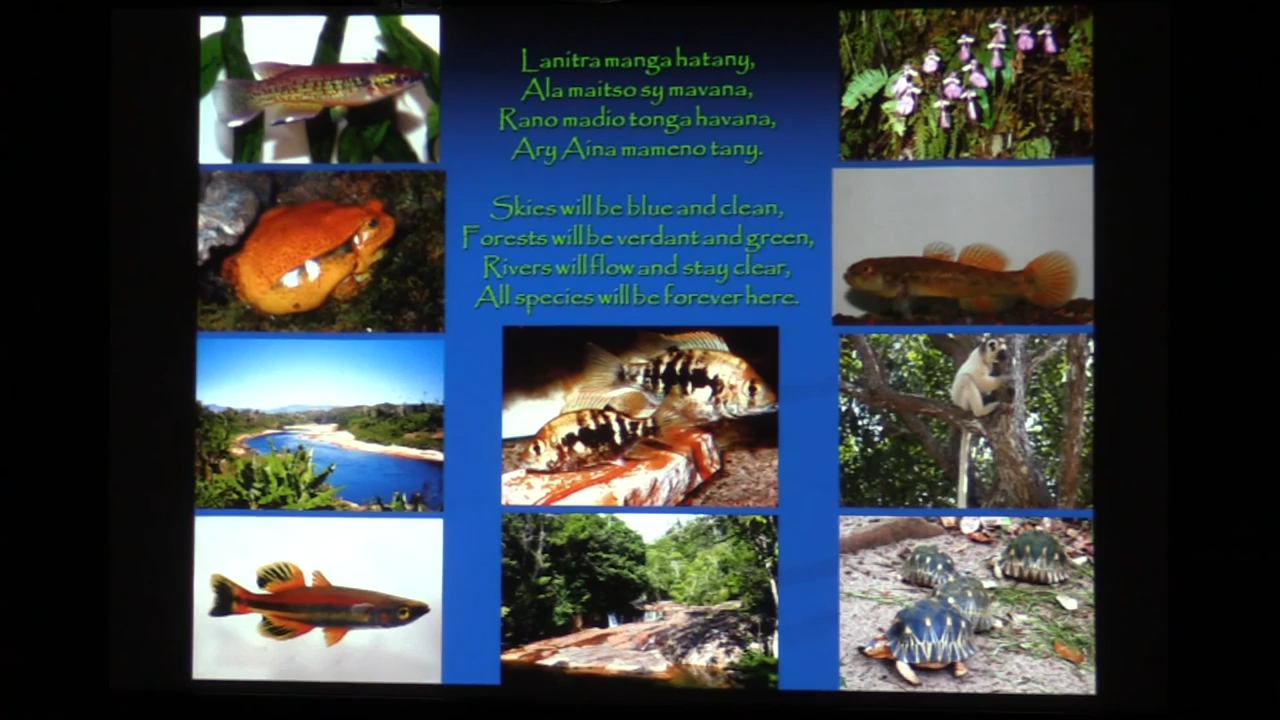 Lanitra manga hatany,
Ala maitso sy mavana,
Rano madio tonga havana,
Ary Aina mameno tany.
Skies will be blue and clean,
Forests will be verdant and green,
Rivers will flow and stay clear,
All species will be forever here.